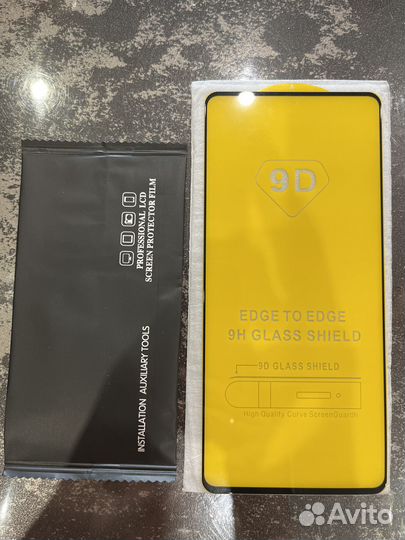 PROFESSIONAL LCD
SCREEN PROTECTOR FILM
INSTALLATION AUXILIARY TOOLS
9D
EDGE TO EDGE
9H GLASS SHIELD
9D GLASS SHIELD
High Quality Curve ScreenGuarth
Avito